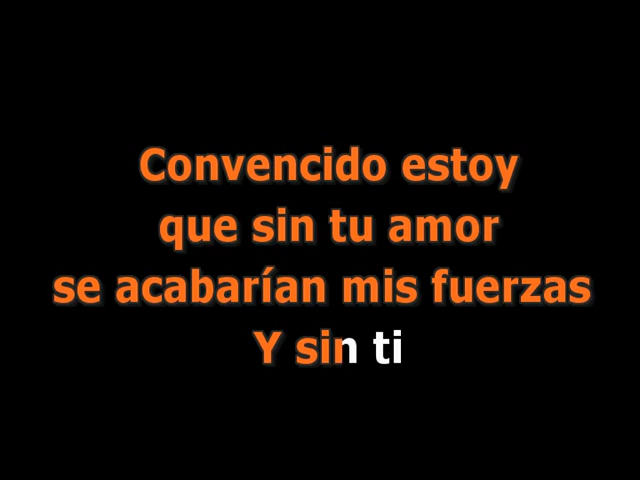 Convencido estoy
que sin tu amor
se acabarían mis fuerzas
Y sin ti